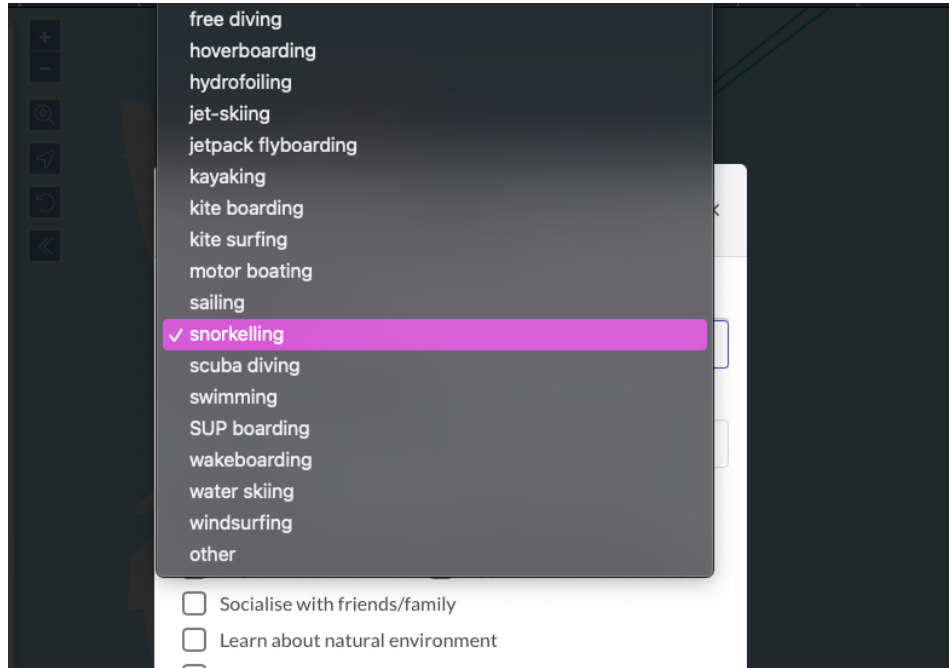 free diving
hoverboarding
hydrofoiling
jet-skiing
jetpack flyboarding
kayaking
kite boarding
kite surfing
motor boating
sailing
✓ snorkelling
scuba diving
swimming
SUP boarding
wakeboarding
water skiing
windsurfing
other
Socialise with friends/family
Learn about natural environment